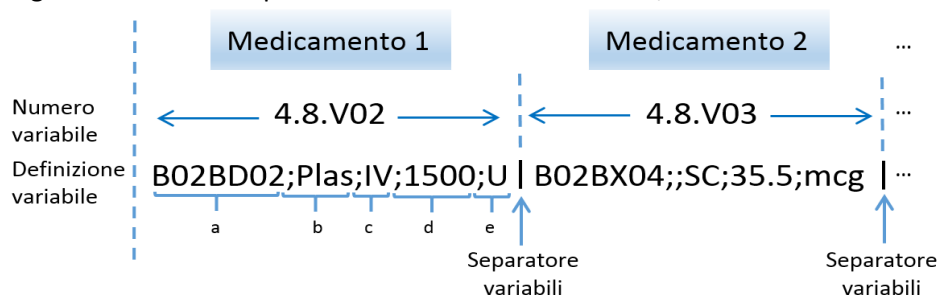 Medicamento 1 Medicamento 2 ...
Numero variabile 4.8.V02 4.8.V03 ...
Definizione variabile B02BD02;Plas;IV;1500;U | B02BX04;;SC;35.5;mcg | ...
a b c d e
Separatore variabili Separatore variabili